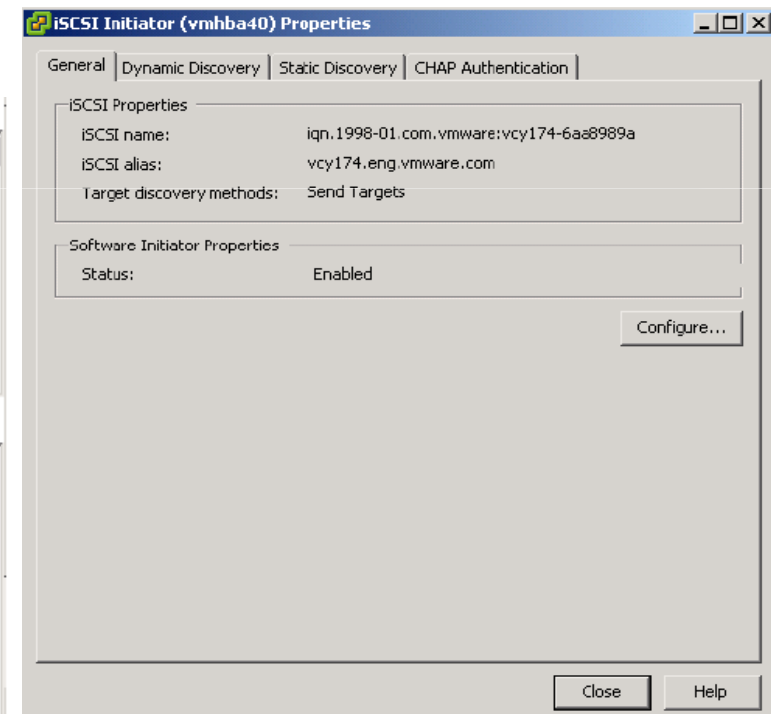 iSCSI Initiator (vmhba40) Properties
General Dynamic Discovery Static Discovery CHAP Authentication
iSCSI Properties
iSCSI name: iqn.1998-01.com.vmware:vcy174-6aa8989a
iSCSI alias: vcy174.eng.vmware.com
Target discovery methods: Send Targets
Software Initiator Properties
Status: Enabled
Configure...
Close Help